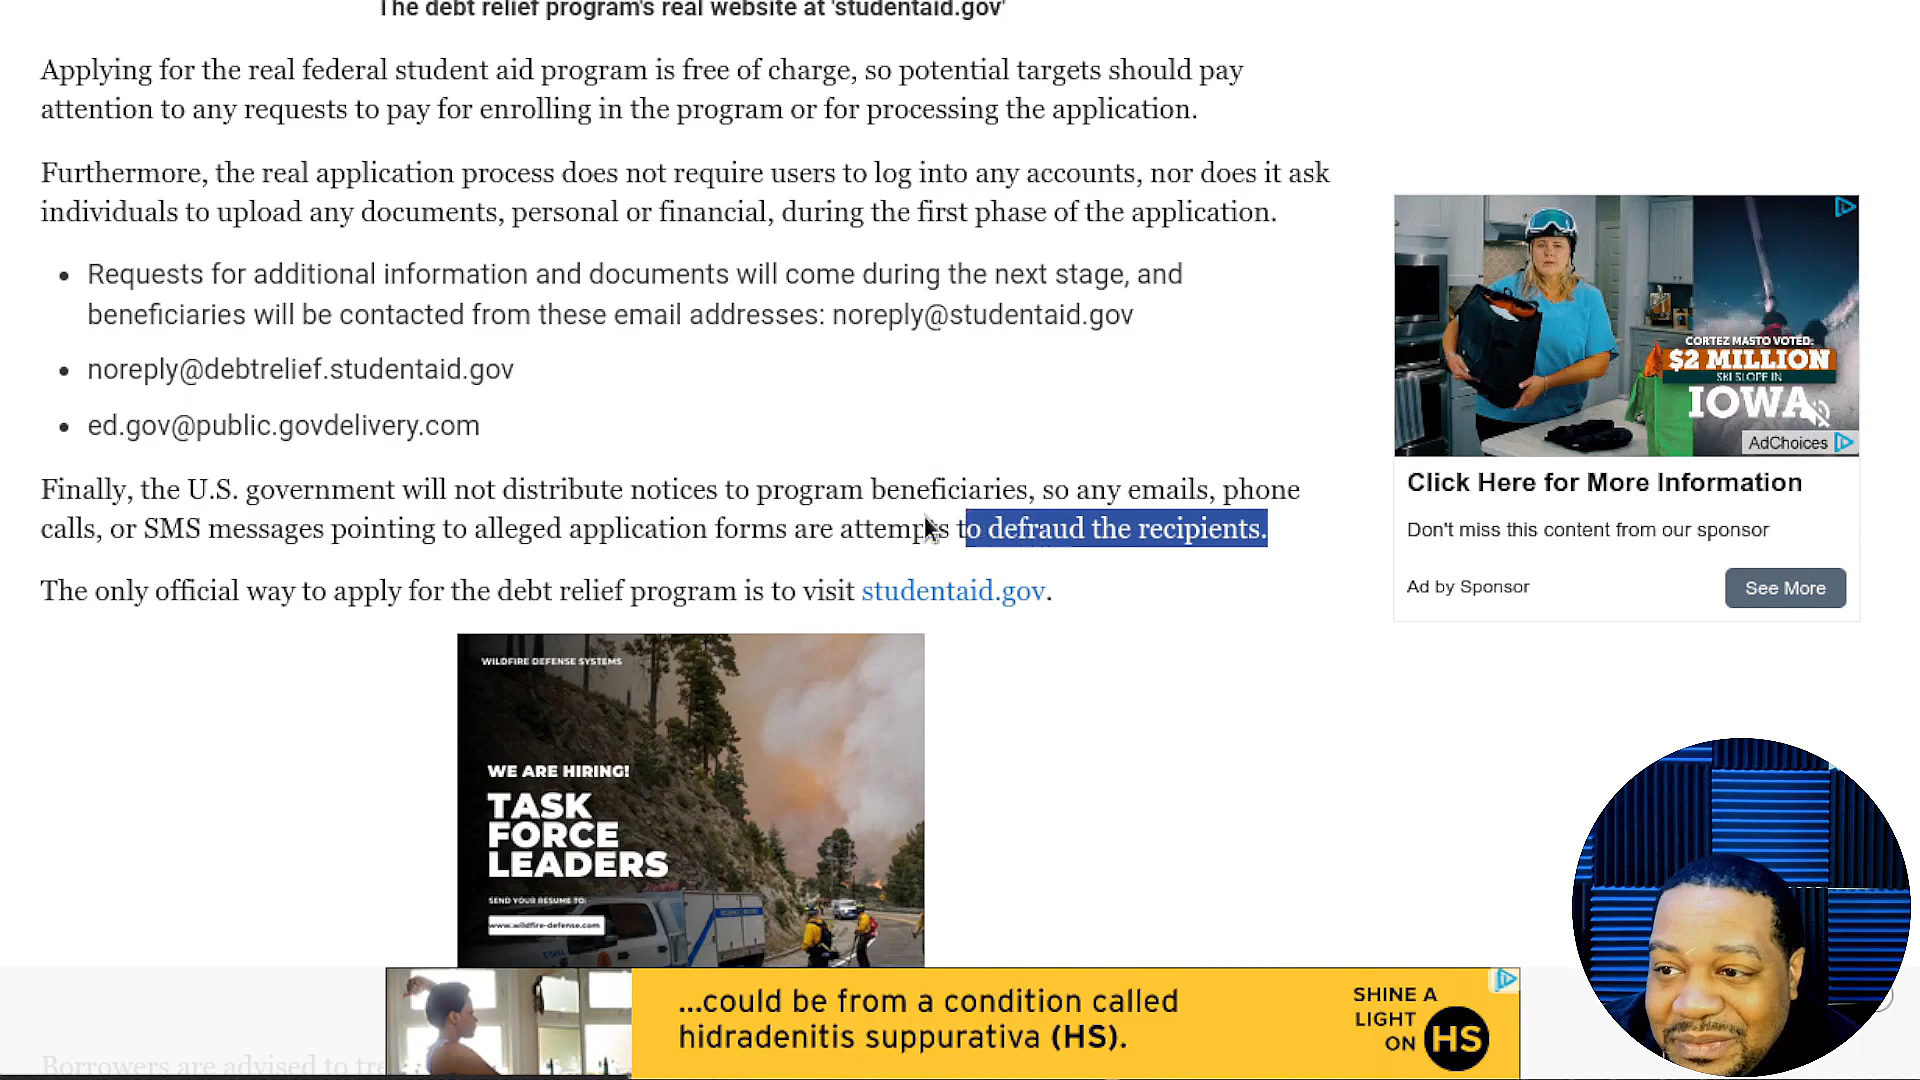 The debt relief program's real website at 'studentaid.gov'
Applying for the real federal student aid program is free of charge, so potential targets should pay
attention to any requests to pay for enrolling in the program or for processing the application.
Furthermore, the real application process does not require users to log into any accounts, nor does it ask
individuals to upload any documents, personal or financial, during the first phase of the application.
• Requests for additional information and documents will come during the next stage, and
beneficiaries will be contacted from these email addresses: noreply@studentaid.gov
• noreply@debtrelief.studentaid.gov
• ed.gov@public.govdelivery.com
Finally, the U.S. government will not distribute notices to program beneficiaries, so any emails, phone
calls, or SMS messages pointing to alleged application forms are attempts to defraud the recipients.
The only official way to apply for the debt relief program is to visit studentaid.gov.
CORTEZ MASTO VOTED:
$2 MILLION
SKI SLOPE IN
IOWA
AdChoices
Click Here for More Information
Don't miss this content from our sponsor
Ad by Sponsor
See More
WILDFIRE DEFENSE SYSTEMS
WE ARE HIRING!
TASK
FORCE
LEADERS
SEND YOUR RESUME TO:
www.wildfire-defense.com
...could be from a condition called
hidradenitis suppurativa (HS).
SHINE A
LIGHT
ON
HS
Borrowers are advised to